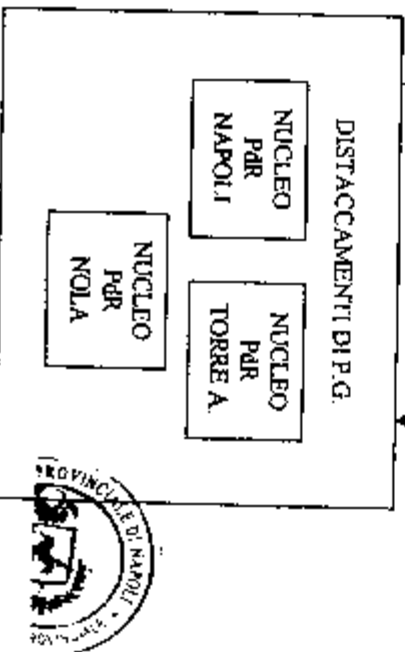 DISTACCAMENTI DI P.G.
NUCLEO
PdR
NAPOLI
NUCLEO
PdR
TORRE A.
NUCLEO
PdR
NOLA
PROVINCIALE DI NAPOLI